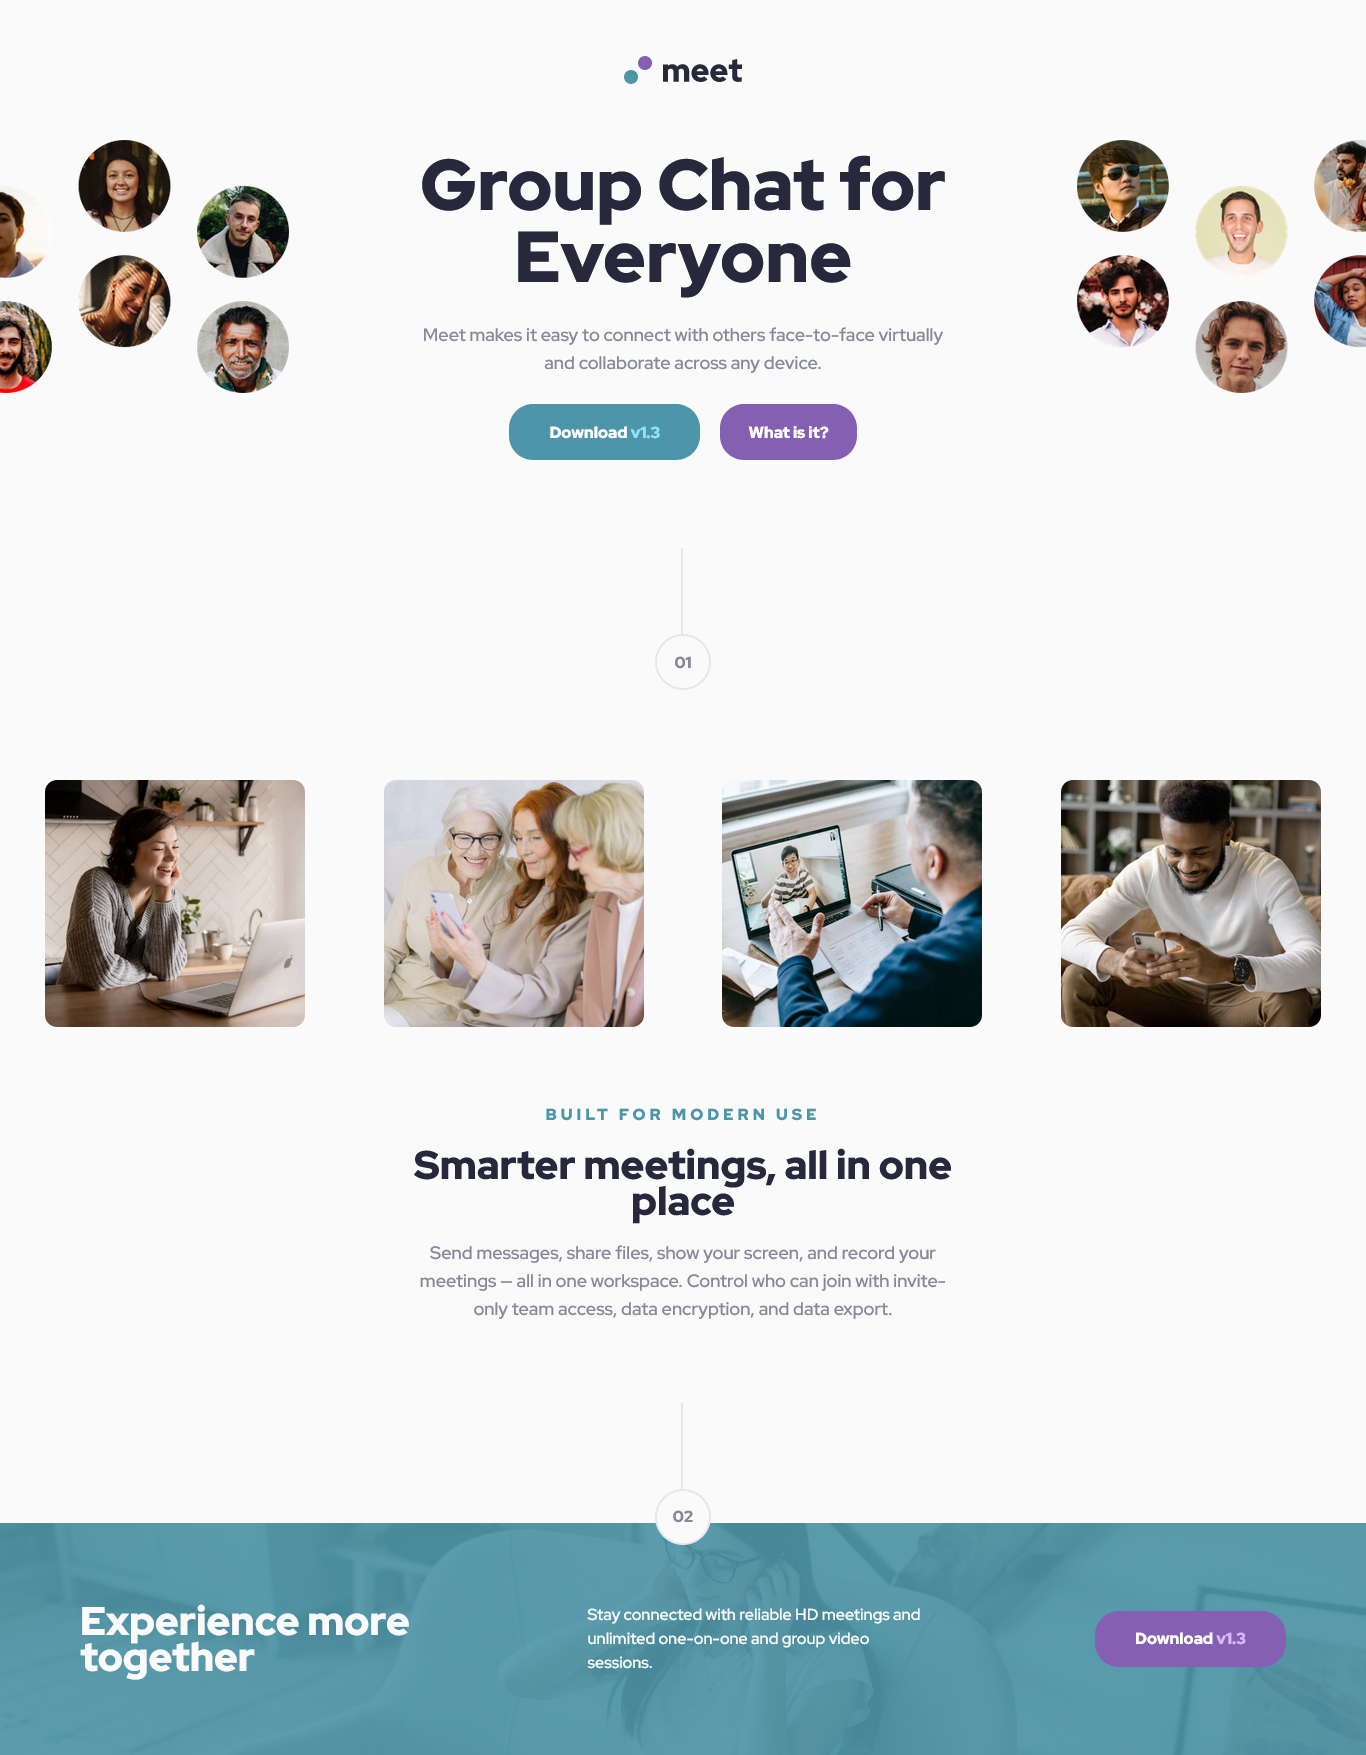 meet
Group Chat for
Everyone
Meet makes it easy to connect with others face-to-face virtually
and collaborate across any device.
Download v1.3
What is it?
01
BUILT FOR MODERN USE
Smarter meetings, all in one
place
Send messages, share files, show your screen, and record your
meetings — all in one workspace. Control who can join with invite-
only team access, data encryption, and data export.
02
Experience more
together
Stay connected with reliable HD meetings and
unlimited one-on-one and group video
sessions.
Download v1.3